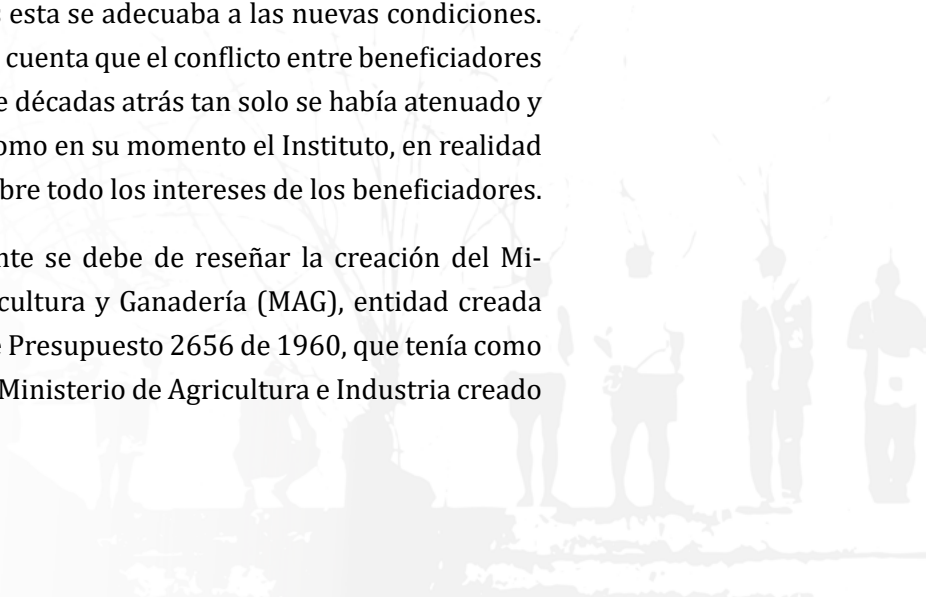 s esta se adecuaba a las nuevas condiciones.
cuenta que el conflicto entre beneficiadores
e décadas atrás tan solo se había atenuado y
omo en su momento el Instituto, en realidad
bre todo los intereses de los beneficiadores.
nte se debe de reseñar la creación del Mi-
cultura y Ganadería (MAG), entidad creada
e Presupuesto 2656 de 1960, que tenía como
Ministerio de Agricultura e Industria creado